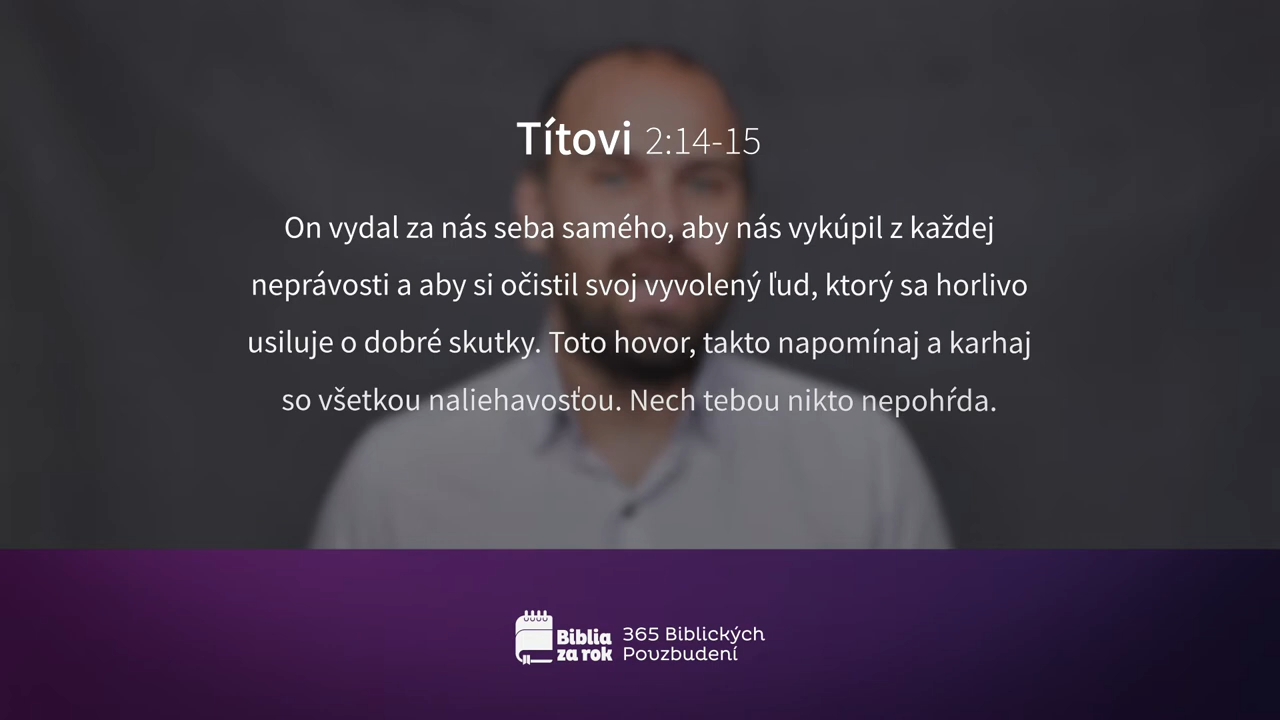 Títovi 2:14-15
On vydal za nás seba samého, aby nás vykúpil z každej
neprávosti a aby si očistil svoj vyvolený ľud, ktorý sa horlivo
usiluje o dobré skutky. Toto hovor, takto napomínaj a karhaj
so všetkou naliehavosťou. Nech tebou nikto nepohŕda.
Biblia
za rok
365 Biblických
Povzbudení